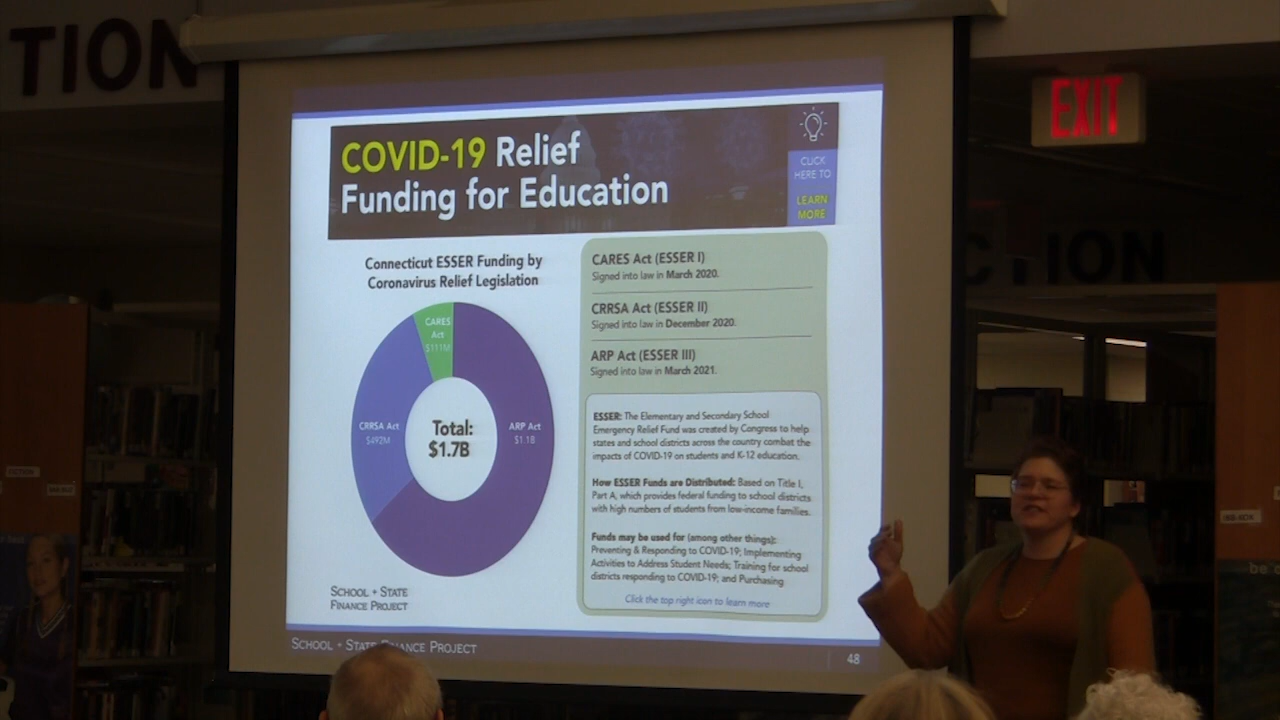 TION
EXIT
COVID-19 Relief
Funding for Education
CLICK
HERE TO
LEARN
MORE
Connecticut ESSER Funding by
Coronavirus Relief Legislation
CARES
Act
$111M
CRRSA Act
$492M
Total:
$1.7B
ARP Act
$1.1B
CARES Act (ESSER I)
Signed into law in March 2020.
CRRSA Act (ESSER II)
Signed into law in December 2020.
ARP Act (ESSER III)
Signed into law in March 2021.
ESSER: The Elementary and Secondary School
Emergency Relief Fund was created by Congress to help
states and school districts across the country combat the
impacts of COVID-19 on students and K-12 education.
How ESSER Funds are Distributed: Based on Title I,
Part A, which provides federal funding to school districts
with high numbers of students from low-income families.
Funds may be used for (among other things):
Preventing & Responding to COVID-19; Implementing
Activities to Address Student Needs; Training for school
districts responding to COVID-19; and Purchasing
Click the top right icon to learn more
SCHOOL + STATE
FINANCE PROJECT
SCHOOL + STATE FINANCE PROJECT
48
CTION